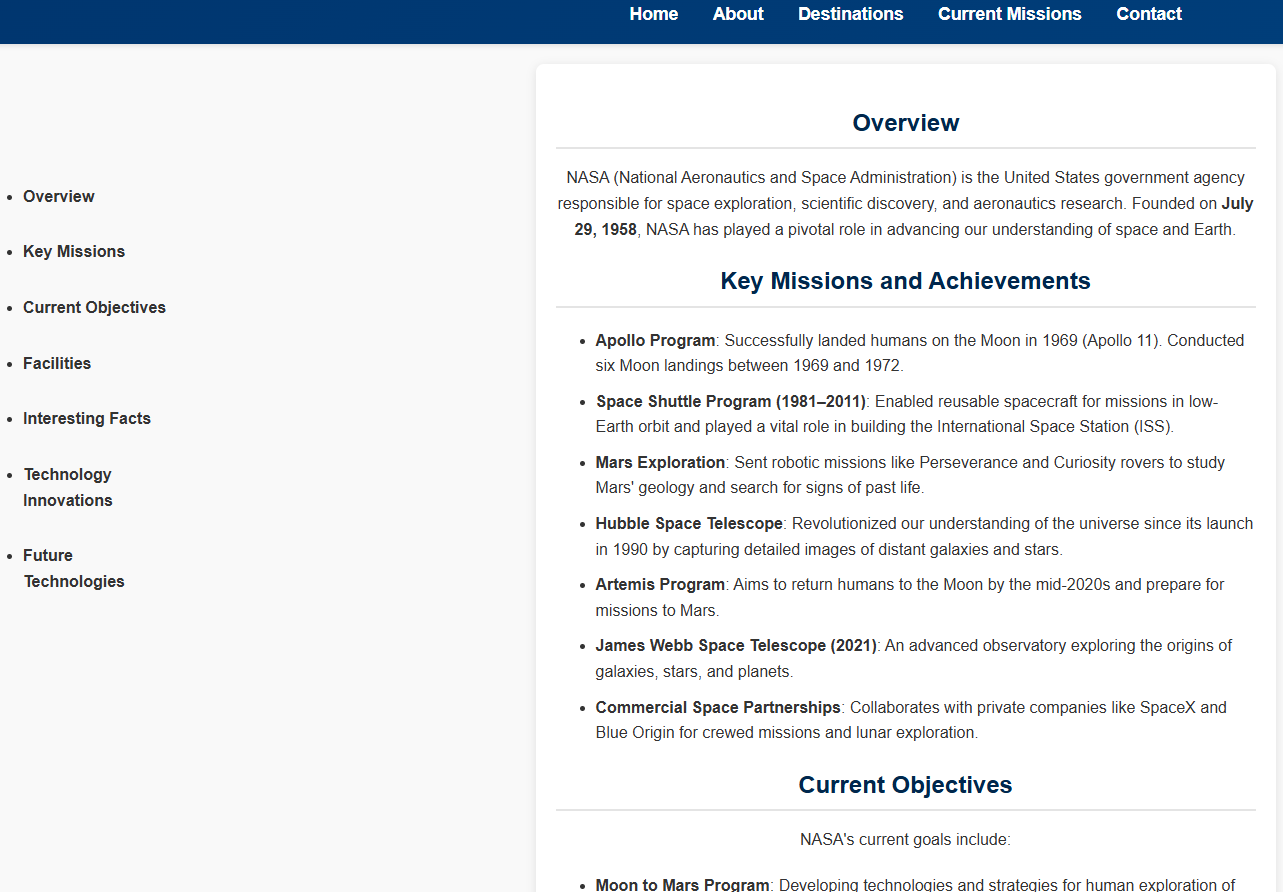 Home About Destinations Current Missions Contact
• Overview
• Key Missions
• Current Objectives
• Facilities
• Interesting Facts
• Technology
Innovations
• Future
Technologies
Overview
NASA (National Aeronautics and Space Administration) is the United States government agency
responsible for space exploration, scientific discovery, and aeronautics research. Founded on July
29, 1958, NASA has played a pivotal role in advancing our understanding of space and Earth.
Key Missions and Achievements
• Apollo Program: Successfully landed humans on the Moon in 1969 (Apollo 11). Conducted
six Moon landings between 1969 and 1972.
• Space Shuttle Program (1981–2011): Enabled reusable spacecraft for missions in low-
Earth orbit and played a vital role in building the International Space Station (ISS).
• Mars Exploration: Sent robotic missions like Perseverance and Curiosity rovers to study
Mars' geology and search for signs of past life.
• Hubble Space Telescope: Revolutionized our understanding of the universe since its launch
in 1990 by capturing detailed images of distant galaxies and stars.
• Artemis Program: Aims to return humans to the Moon by the mid-2020s and prepare for
missions to Mars.
• James Webb Space Telescope (2021): An advanced observatory exploring the origins of
galaxies, stars, and planets.
• Commercial Space Partnerships: Collaborates with private companies like SpaceX and
Blue Origin for crewed missions and lunar exploration.
Current Objectives
NASA's current goals include:
• Moon to Mars Program: Developing technologies and strategies for human exploration of